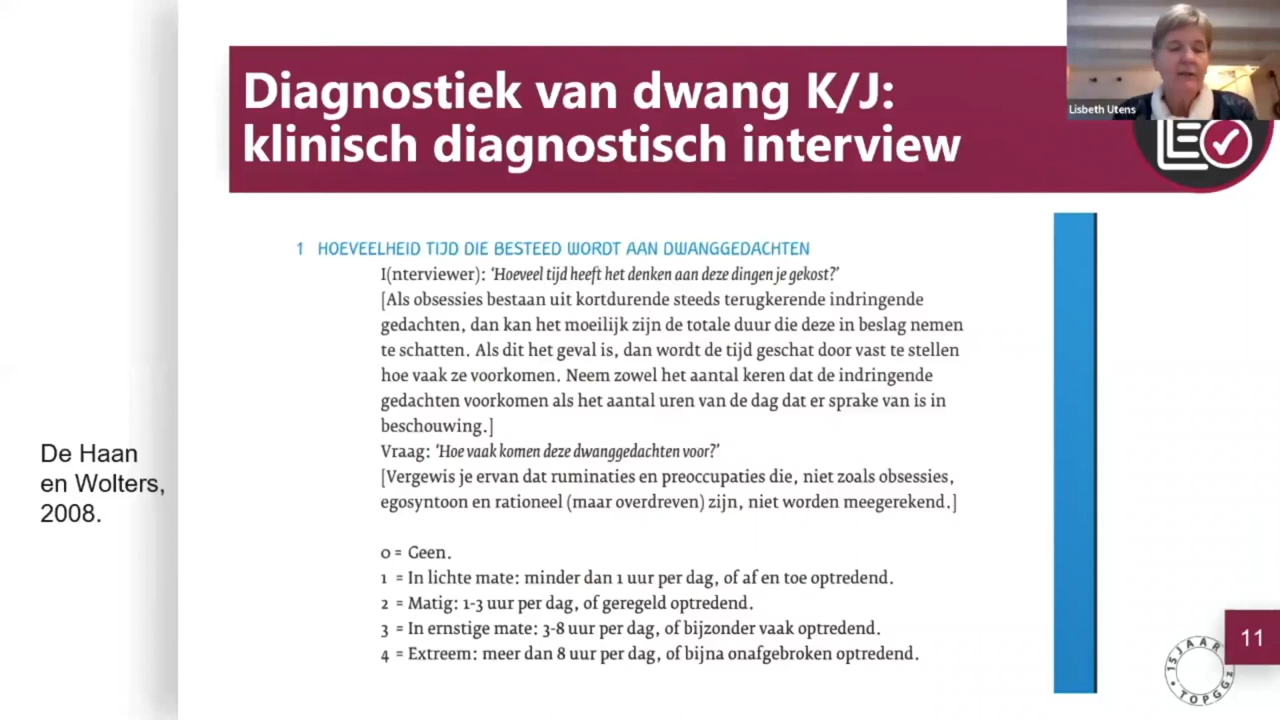 Diagnostiek van dwang K/J:
klinisch diagnostisch interview
Lisbeth Utens
1 HOEVEELHEID TIJD DIE BESTEED WORDT AAN DWANGGEDACHTEN
I(nterviewer): ‘Hoeveel tijd heeft het denken aan deze dingen je gekost?’
[Als obsessies bestaan uit kortdurende steeds terugkerende indringende
gedachten, dan kan het moeilijk zijn de totale duur die deze in beslag nemen
te schatten. Als dit het geval is, dan wordt de tijd geschat door vast te stellen
hoe vaak ze voorkomen. Neem zowel het aantal keren dat de indringende
gedachten voorkomen als het aantal uren van de dag dat er sprake van is in
beschouwing.]
Vraag: ‘Hoe vaak komen deze dwanggedachten voor?’
[Vergewis je ervan dat ruminaties en preoccupaties die, niet zoals obsessies,
egosyntoon en rationeel (maar overdreven) zijn, niet worden meegerekend.]
0 = Geen.
1 = In lichte mate: minder dan 1 uur per dag, of af en toe optredend.
2 = Matig: 1-3 uur per dag, of geregeld optredend.
3 = In ernstige mate: 3-8 uur per dag, of bijzonder vaak optredend.
4 = Extreem: meer dan 8 uur per dag, of bijna onafgebroken optredend.
De Haan
en Wolters,
2008.
11
15 JAAR
TOPGGz